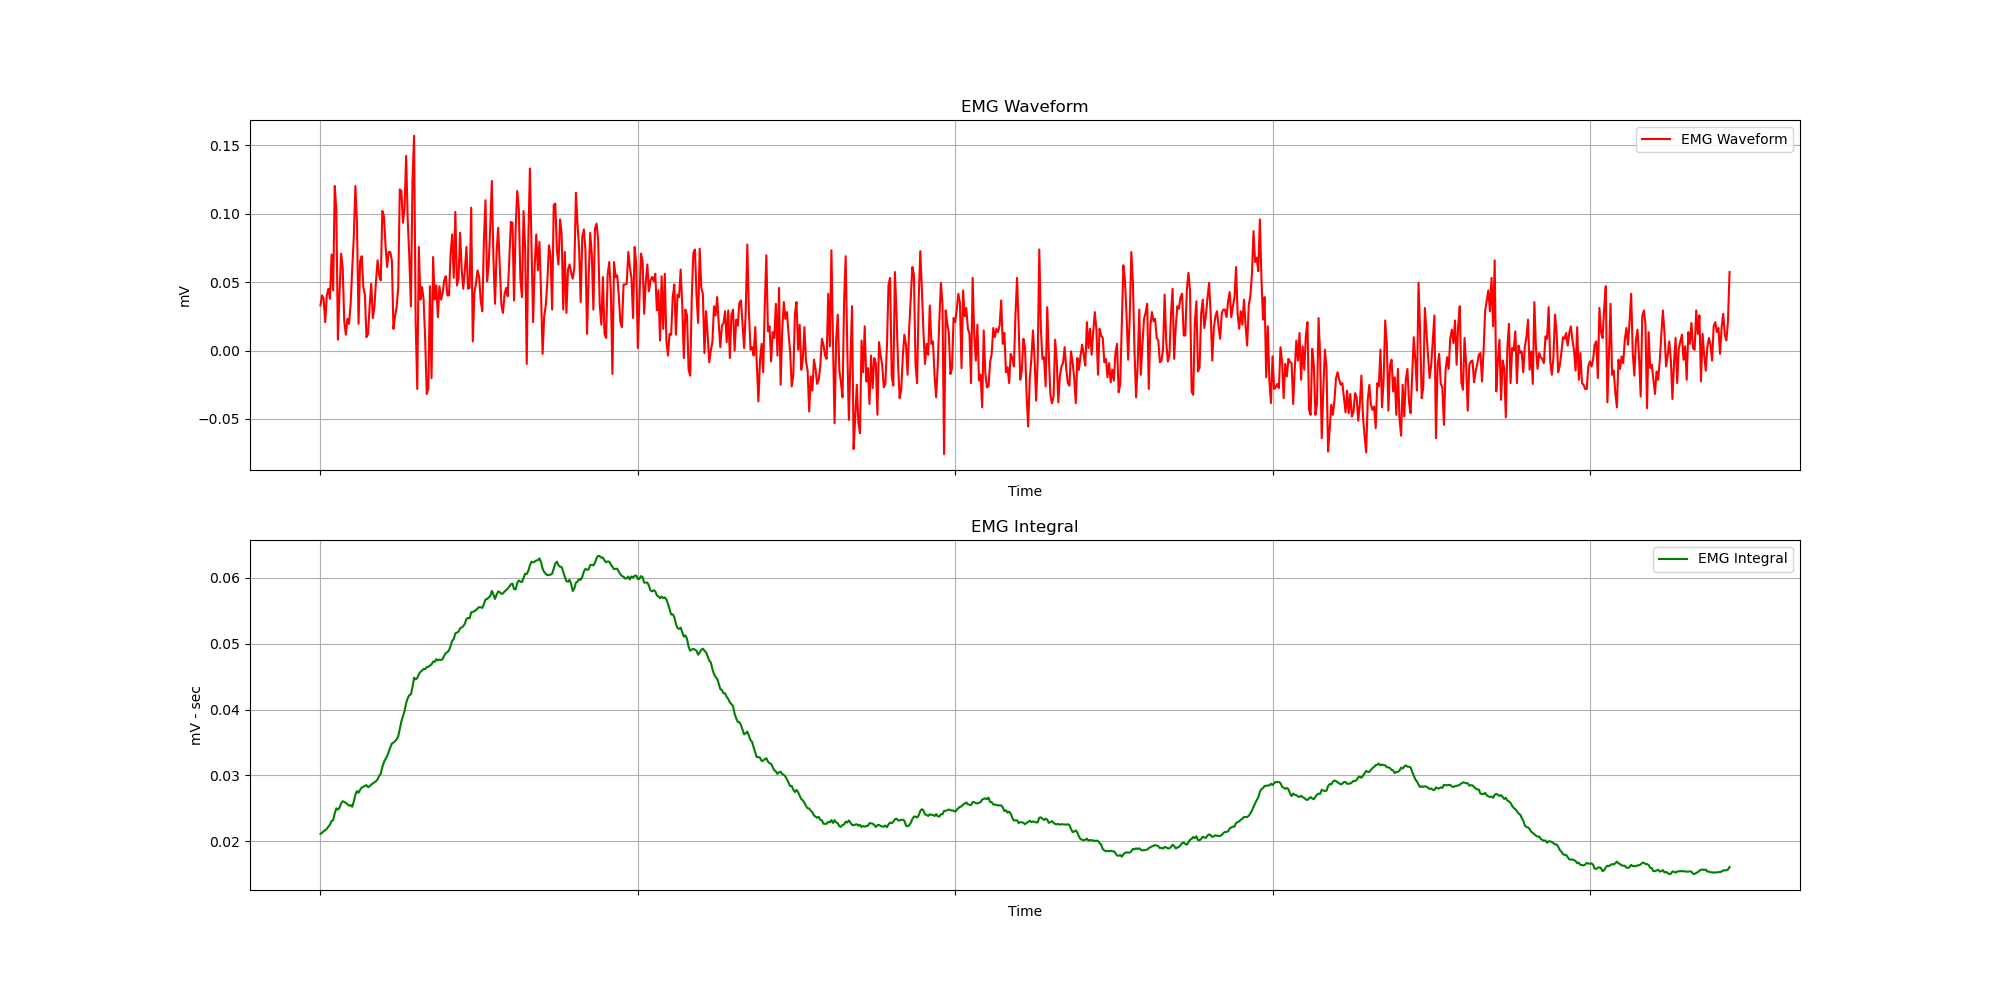 EMG Waveform
0.15
0.10
0.05
0.00
−0.05
mV
EMG Waveform
Time
EMG Integral
0.06
0.05
0.04
0.03
0.02
mV - sec
EMG Integral
Time